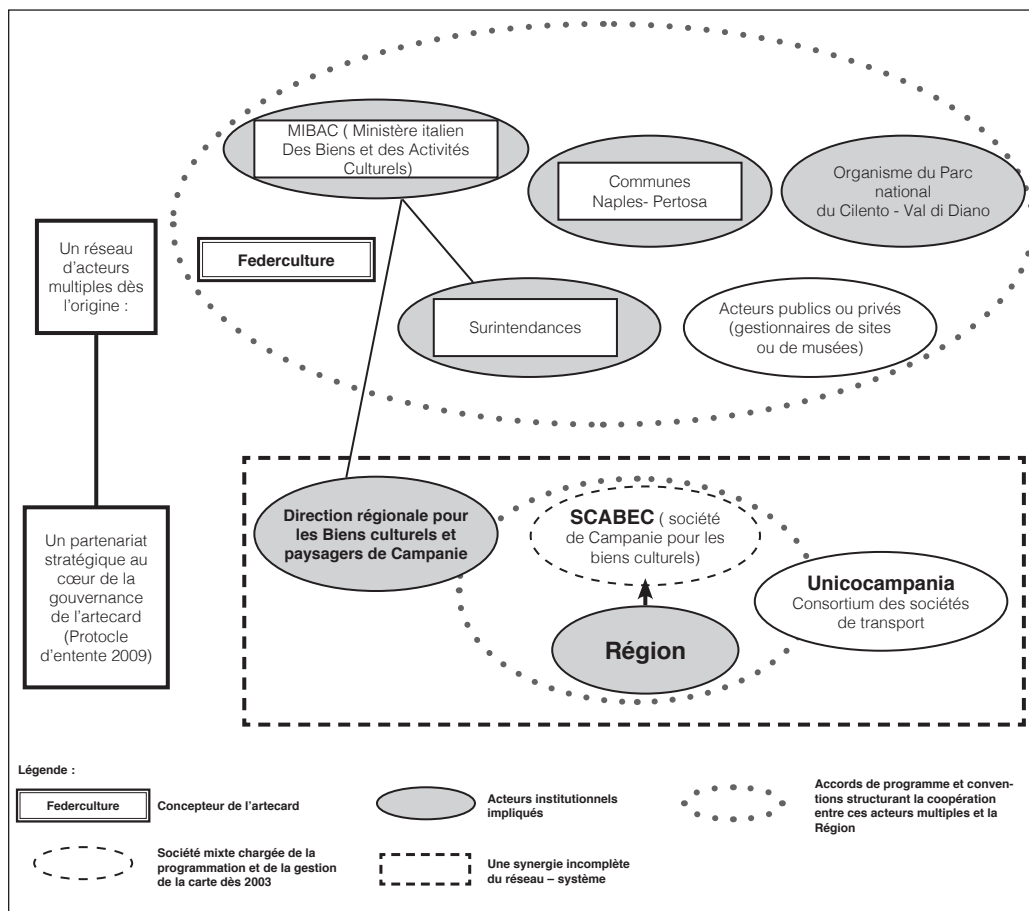 MIBAC ( Ministère italien
Des Biens et des Activités
Culturels)
Communes
Naples- Pertosa
Organisme du Parc
national
du Cilento - Val di Diano
Un réseau
d'acteurs
multiples dès
l'origine :
Federculture
Surintendances
Acteurs publics ou privés
(gestionnaires de sites
ou de musées)
Un partenariat
stratégique au
cœur de la
gouvernance
de l'artecard
(Protocle
d'entente 2009)
Direction régionale pour
les Biens culturels et
paysagers de Campanie
SCABEC ( société
de Campanie pour les
biens culturels)
Unicocampania
Consortium des sociétés
de transport
Région
Légende :
Federculture
Concepteur de l'artecard
Acteurs institutionnels
impliqués
Accords de programme et conven-
tions structurant la coopération
entre ces acteurs multiples et la
Région
Société mixte chargée de la
programmation et de la gestion
de la carte dès 2003
Une synergie incomplète
du réseau – système